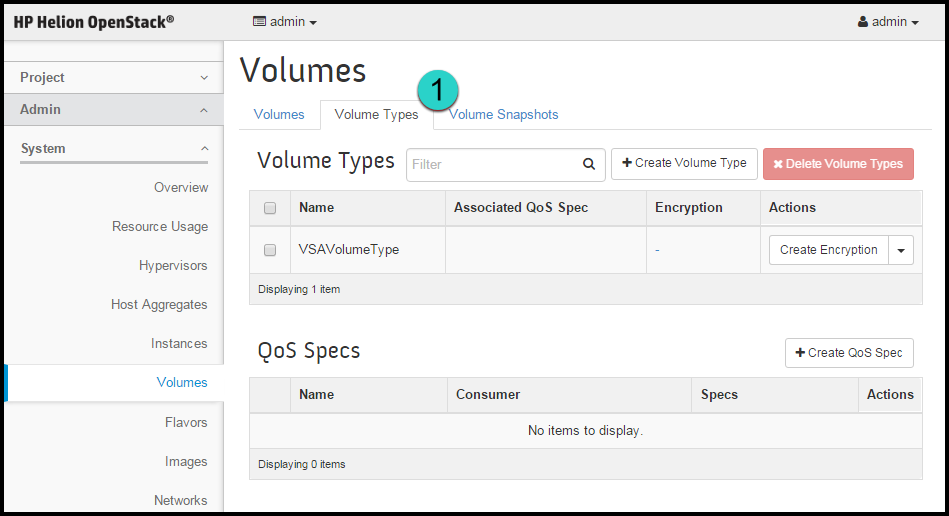 HP Helion OpenStack®
admin
admin
Project
Admin
System
Overview
Resource Usage
Hypervisors
Host Aggregates
Instances
Volumes
Flavors
Images
Networks
Volumes
1
Volumes Volume Types Volume Snapshots
Volume Types Filter + Create Volume Type ✖ Delete Volume Types
Name Associated QoS Spec Encryption Actions
VSAVolumeType - Create Encryption
Displaying 1 item
QoS Specs + Create QoS Spec
Name Consumer Specs Actions
No items to display.
Displaying 0 items